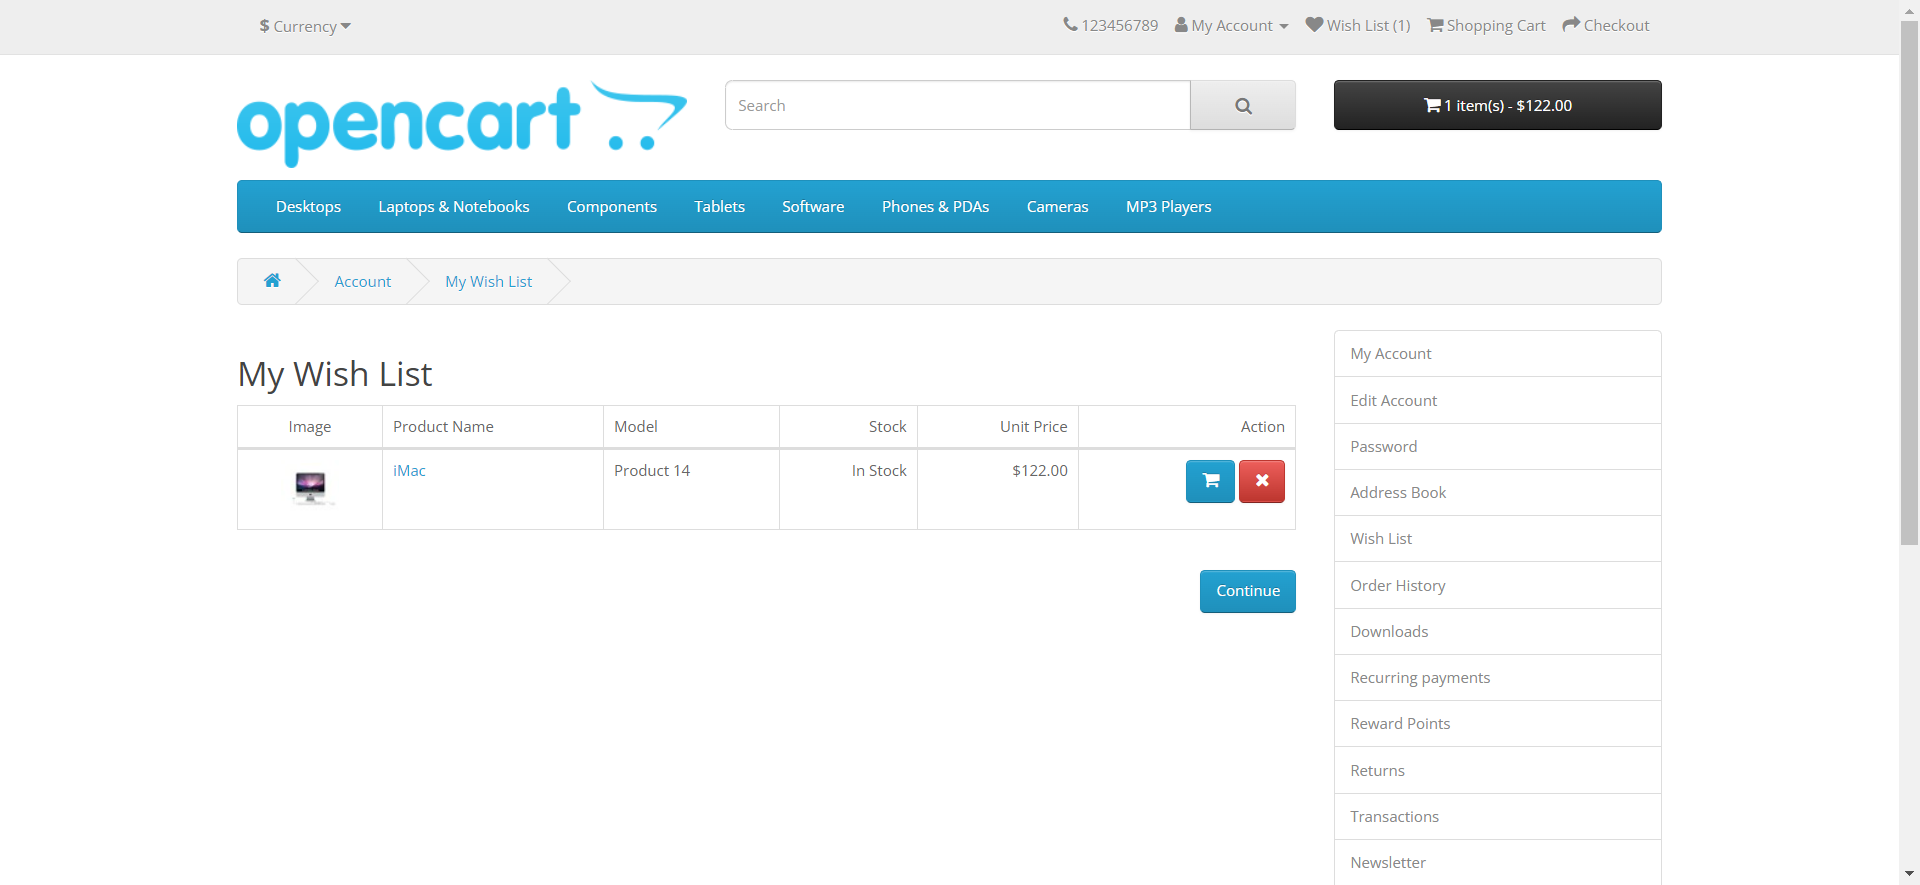 $ Currency
123456789 My Account Wish List (1) Shopping Cart Checkout
opencart
Search
1 item(s) - $122.00
Desktops Laptops & Notebooks Components Tablets Software Phones & PDAs Cameras MP3 Players
Account My Wish List
My Wish List
Image Product Name Model Stock Unit Price Action
iMac Product 14 In Stock $122.00
Continue
My Account
Edit Account
Password
Address Book
Wish List
Order History
Downloads
Recurring payments
Reward Points
Returns
Transactions
Newsletter